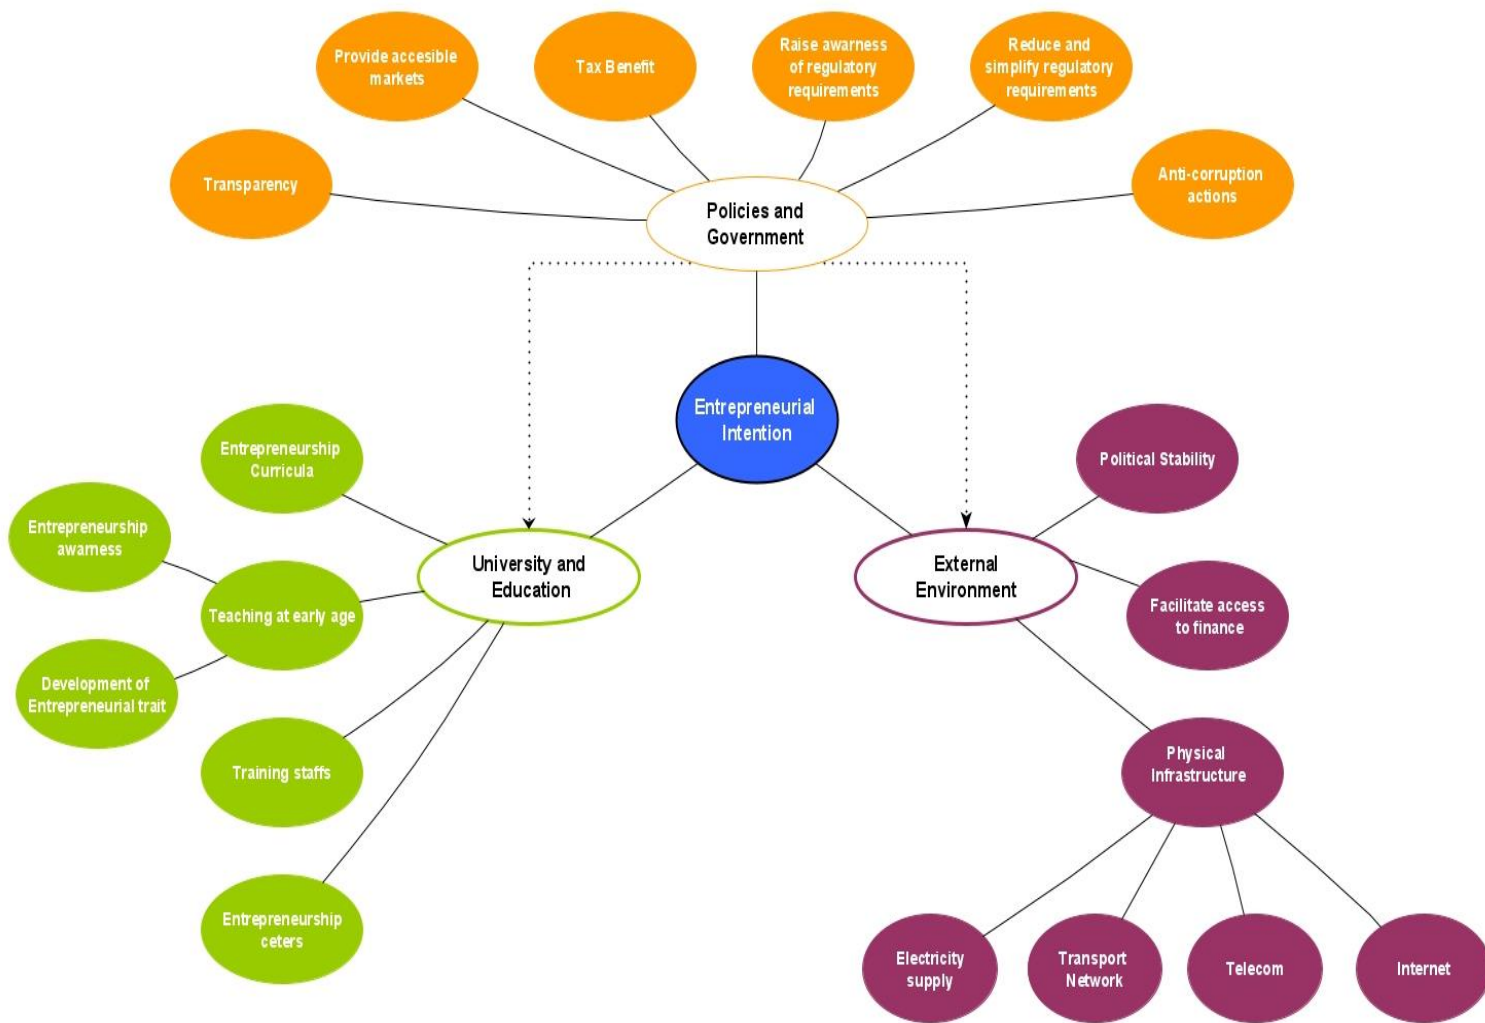 Provide accesible
markets
Tax Benefit
Raise awarness
of regulatory
requirements
Reduce and
simplify regulatory
requirements
Transparency
Anti-corruption
actions
Policies and
Government
Entrepreneurial
Intention
Entrepreneurship
Curricula
Entrepreneurship
awarness
Teaching at early age
Development of
Entrepreneurial trait
Training staffs
Entrepreneurship
ceters
University and
Education
External
Environment
Political Stability
Facilitate access
to finance
Physical
Infrastructure
Electricity
supply
Transport
Network
Telecom
Internet